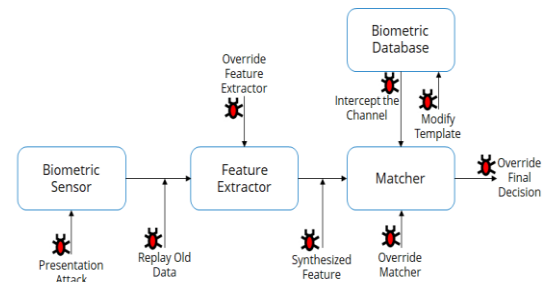 Biometric
Database
Override
Feature
Extractor
Intercept the
Channel
Modify
Template
Biometric
Sensor
Feature
Extractor
Matcher
Override
Final
Decision
Presentation
Attack
Replay Old
Data
Synthesized
Feature
Override
Matcher